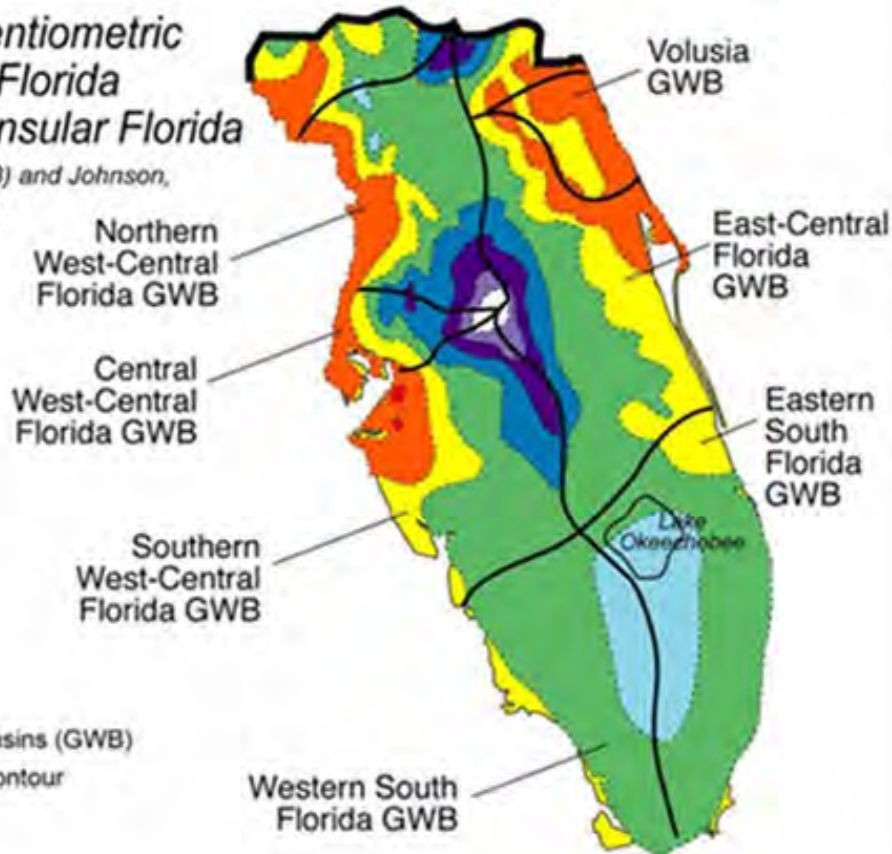 entiometric
Florida
nsular Florida
) and Johnson,
Volusia
GWB
Northern
West-Central
Florida GWB
East-Central
Florida
GWB
Central
West-Central
Florida GWB
Eastern
South
Florida
GWB
Lake
Okeechobee
Southern
West-Central
Florida GWB
sins (GWB)
ontour
Western South
Florida GWB